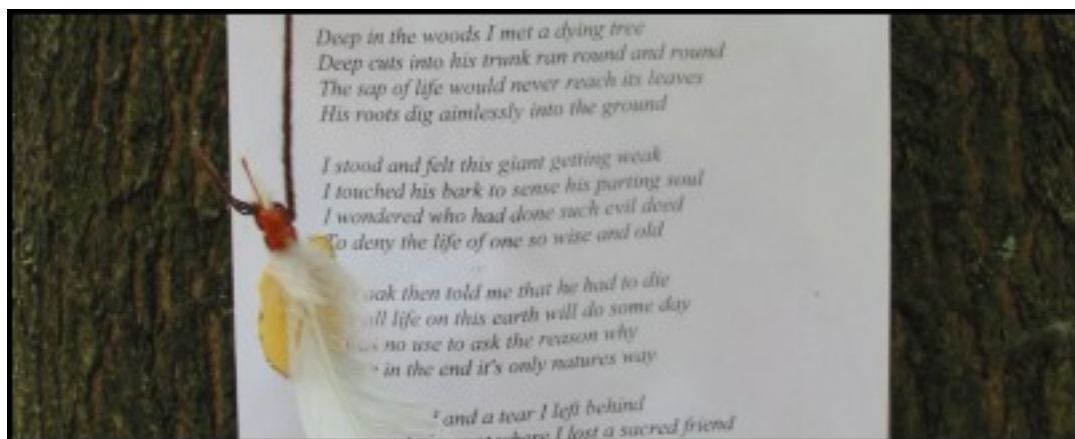 Deep in the woods I met a dying tree
Deep cuts into his trunk ran round and round
The sap of life would never reach its leaves
His roots dig aimlessly into the ground
I stood and felt this giant getting weak
I touched his bark to sense his parting soul
I wondered who had done such evil deed
To deny the life of one so wise and old
oak then told me that he had to die
all life on this earth will do some day
no use to ask the reason why
in the end it's only natures way
and a tear I left behind
where I lost a sacred friend